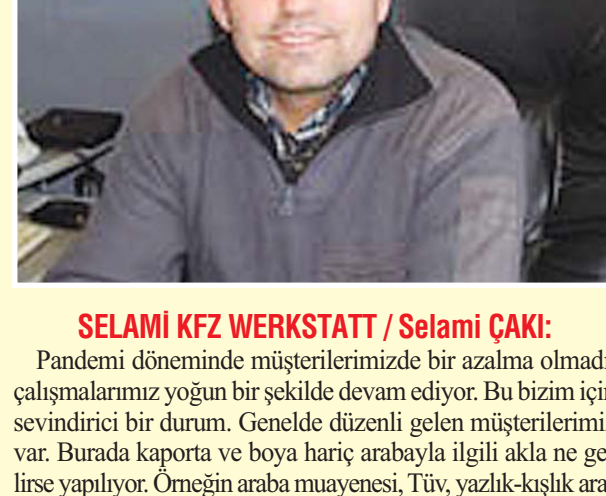 SELAMİ KFZ WERKSTATT / Selami ÇAKI:
Pandemi döneminde müşterilerimizde bir azalma olmadı
çalışmalarımız yoğun bir şekilde devam ediyor. Bu bizim için
sevindirici bir durum. Genelde düzenli gelen müşterilerimiz
var. Burada kaporta ve boya hariç arabayla ilgili akla ne ge-
lirse yapılıyor. Örneğin araba muayenesi, Tüv, yazlık-kışlık ara